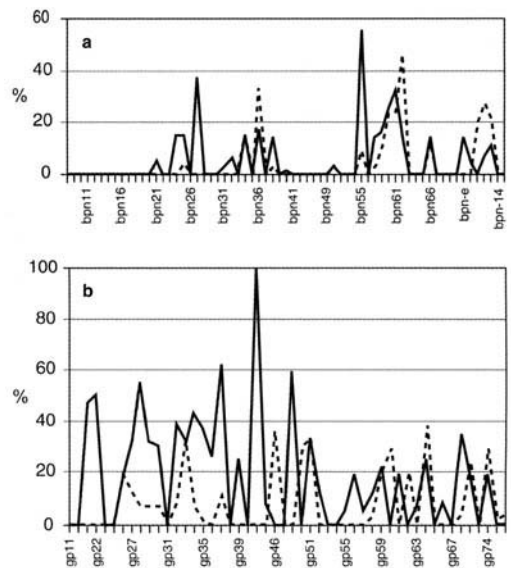 a
60
40
%
20
0
bpn11
bpn16
bpn21
bpn26
bpn31
bpn36
bpn41
bpn49
bpn55
bpn61
bpn66
bpn-e
bpn-14
b
100
80
60
%
40
20
0
gp11
gp22
gp27
gp31
gp35
gp39
gp46
gp51
gp55
gp59
gp63
gp67
gp74